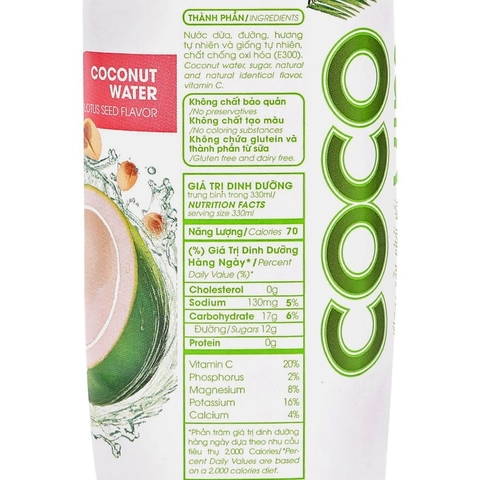 THÀNH PHẦN/INGREDIENTS
Nước dừa, đường, hương
tự nhiên và giống tự nhiên,
chất chống oxi hóa (E300).
Coconut water, sugar, natural
and natural identical flavor,
vitamin C.
COCONUT
WATER
LOTUS SEED FLAVOR
Không chất bảo quản
/No preservatives
Không chất tạo màu
/No coloring substances
Không chứa glutein và
thành phần từ sữa
/Gluten free and dairy free.
GIÁ TRỊ DINH DƯỠNG
trung bình trong 330ml/
NUTRITION FACTS
serving size 330ml
Năng Lượng/Calories 70
(%) Giá Trị Dinh Dưỡng
Hàng Ngày*/Percent
Daily Value (%)*
Cholesterol 0g
Sodium 130mg 5%
Carbohydrate 17g 6%
Đường/Sugars 12g
Protein 0g
Vitamin C 20%
Phosphorus 2%
Magnesium 8%
Potassium 16%
Calcium 4%
*Phần trăm giá trị dinh dưỡng
hàng ngày dựa theo nhu cầu
tiêu thụ 2,000 Calories/*Per-
cent Daily Values are based
on a 2,000 calories diet.
COCO